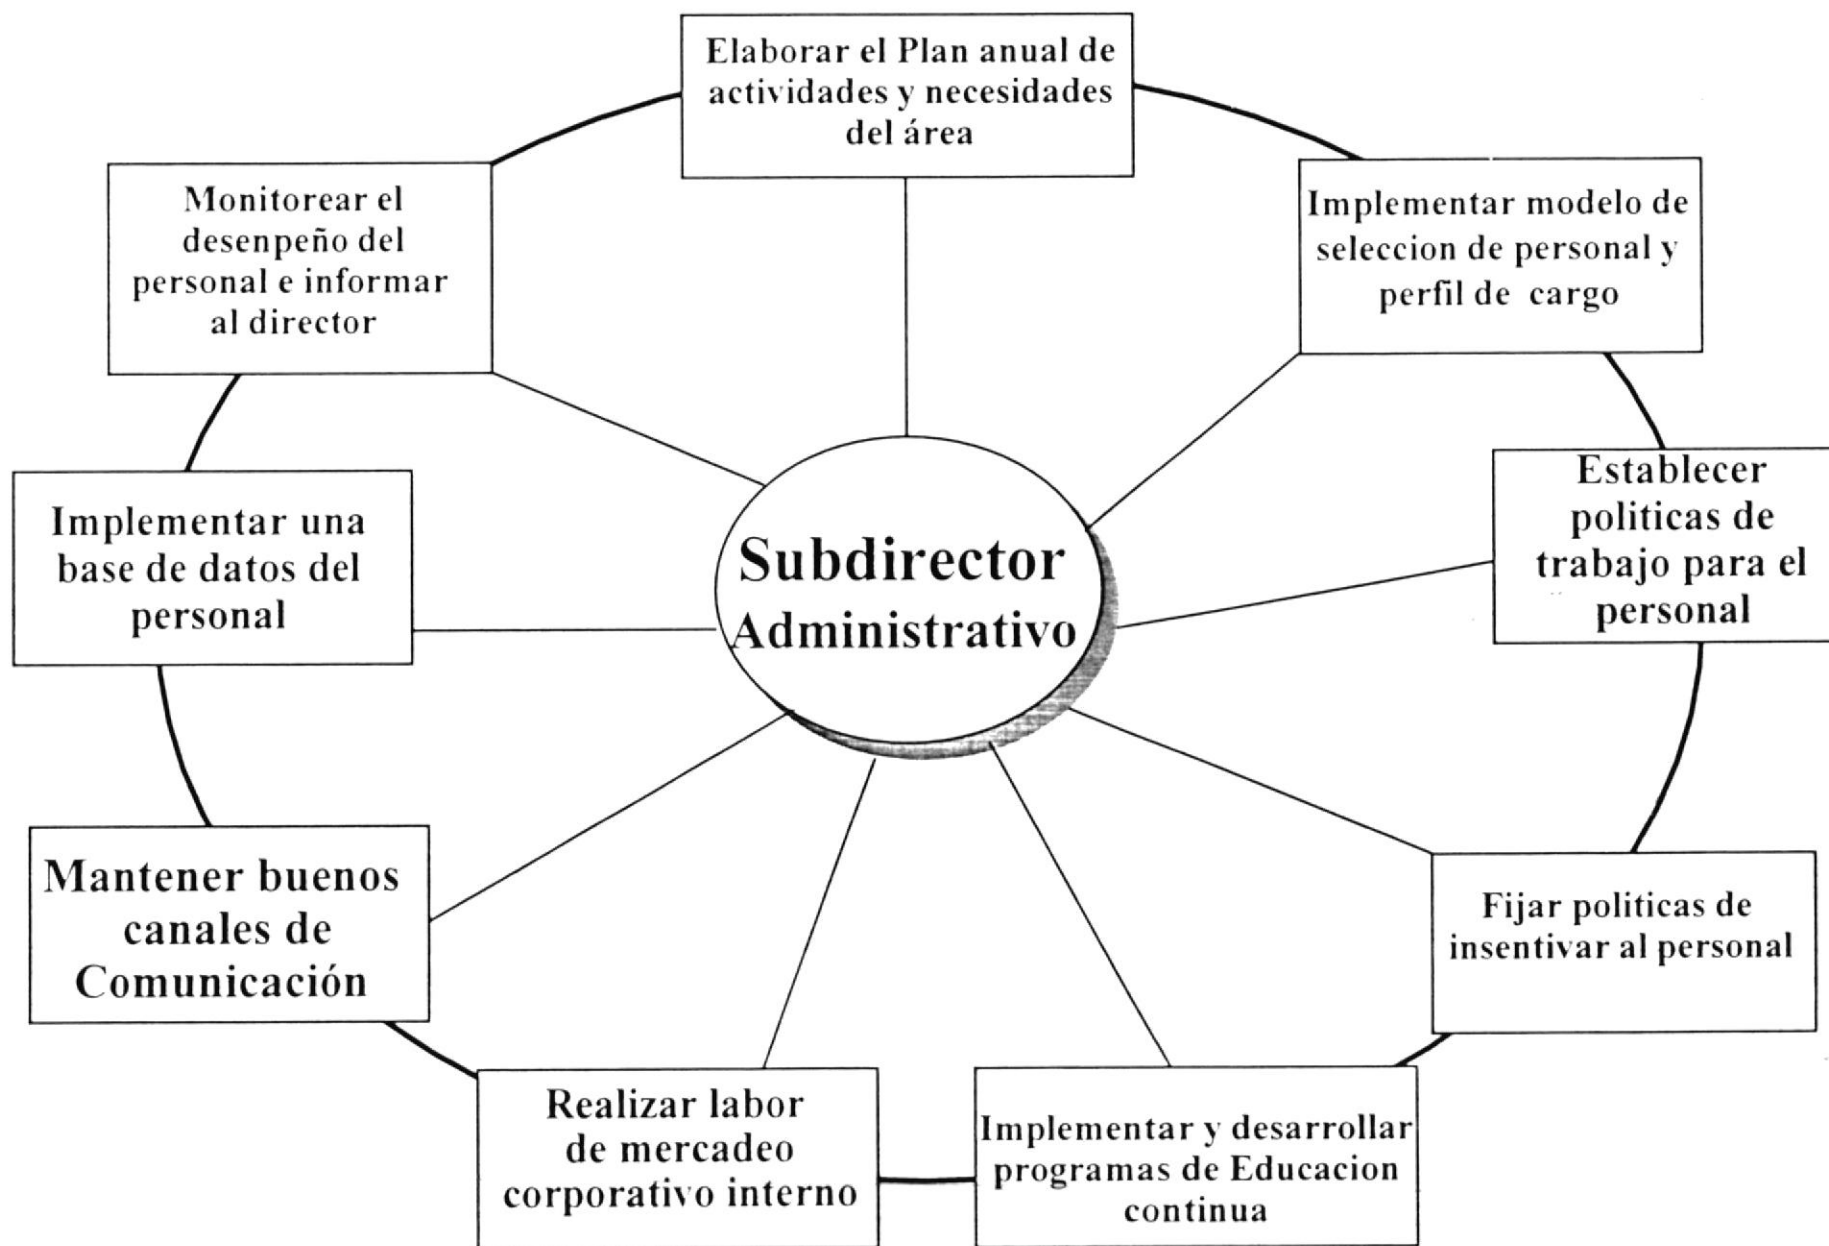 Elaborar el Plan anual de
actividades y necesidades
del área
Monitorear el
desenpeño del
personal e informar
al director
Implementar modelo de
seleccion de personal y
perfil de cargo
Implementar una
base de datos del
personal
Subdirector
Administrativo
Establecer
politicas de
trabajo para el
personal
Mantener buenos
canales de
Comunicación
Fijar politicas de
insentivar al personal
Realizar labor
de mercadeo
corporativo interno
Implementar y desarrollar
programas de Educacion
continua